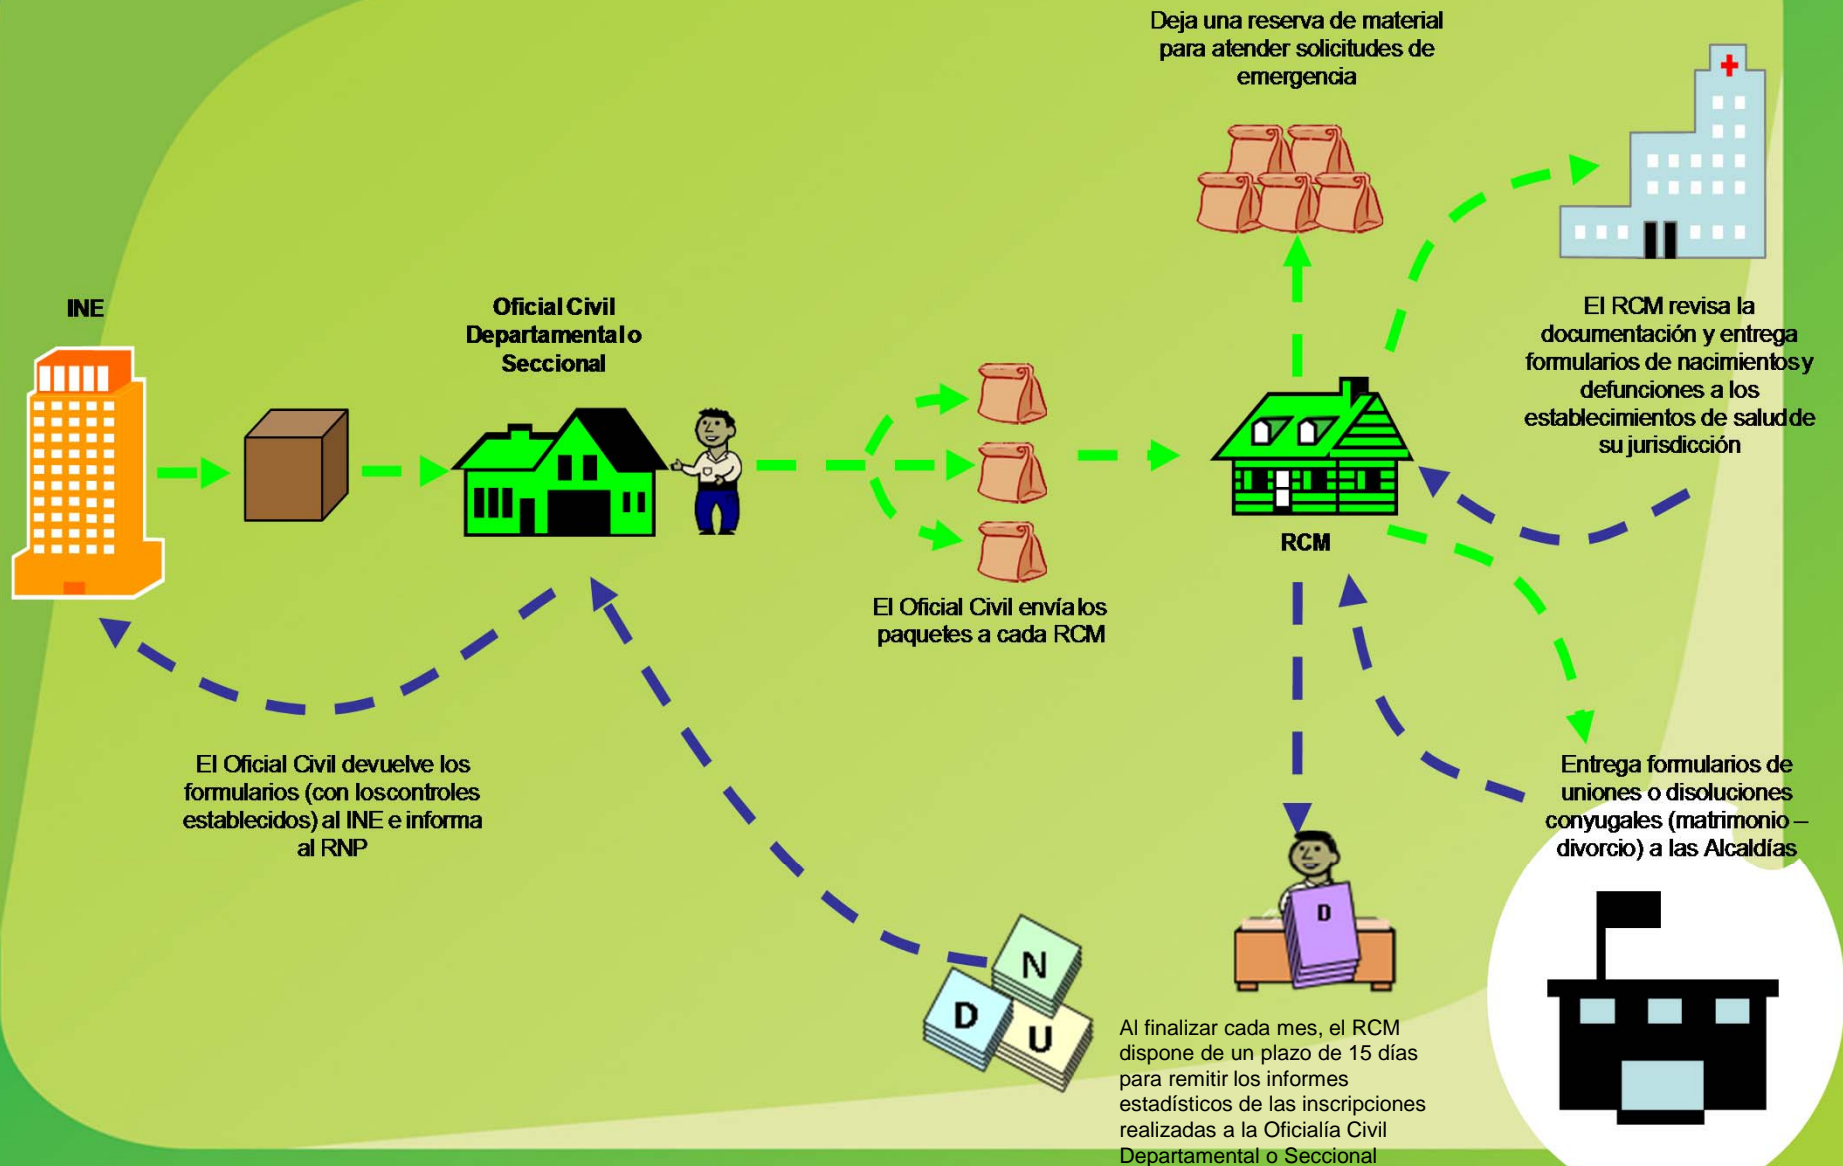 Deja una reserva de material
para atender solicitudes de
emergencia
INE
Oficial Civil
Departamental o
Seccional
El RCM revisa la
documentación y entrega
formularios de nacimientos y
defunciones a los
establecimientos de salud de
su jurisdicción
RCM
El Oficial Civil envía los
paquetes a cada RCM
El Oficial Civil devuelve los
formularios (con los controles
establecidos) al INE e informa
al RNP
Entrega formularios de
uniones o disoluciones
conyugales (matrimonio –
divorcio) a las Alcaldías
D
N
D
U
Al finalizar cada mes, el RCM
dispone de un plazo de 15 días
para remitir los informes
estadísticos de las inscripciones
realizadas a la Oficialía Civil
Departamental o Seccional